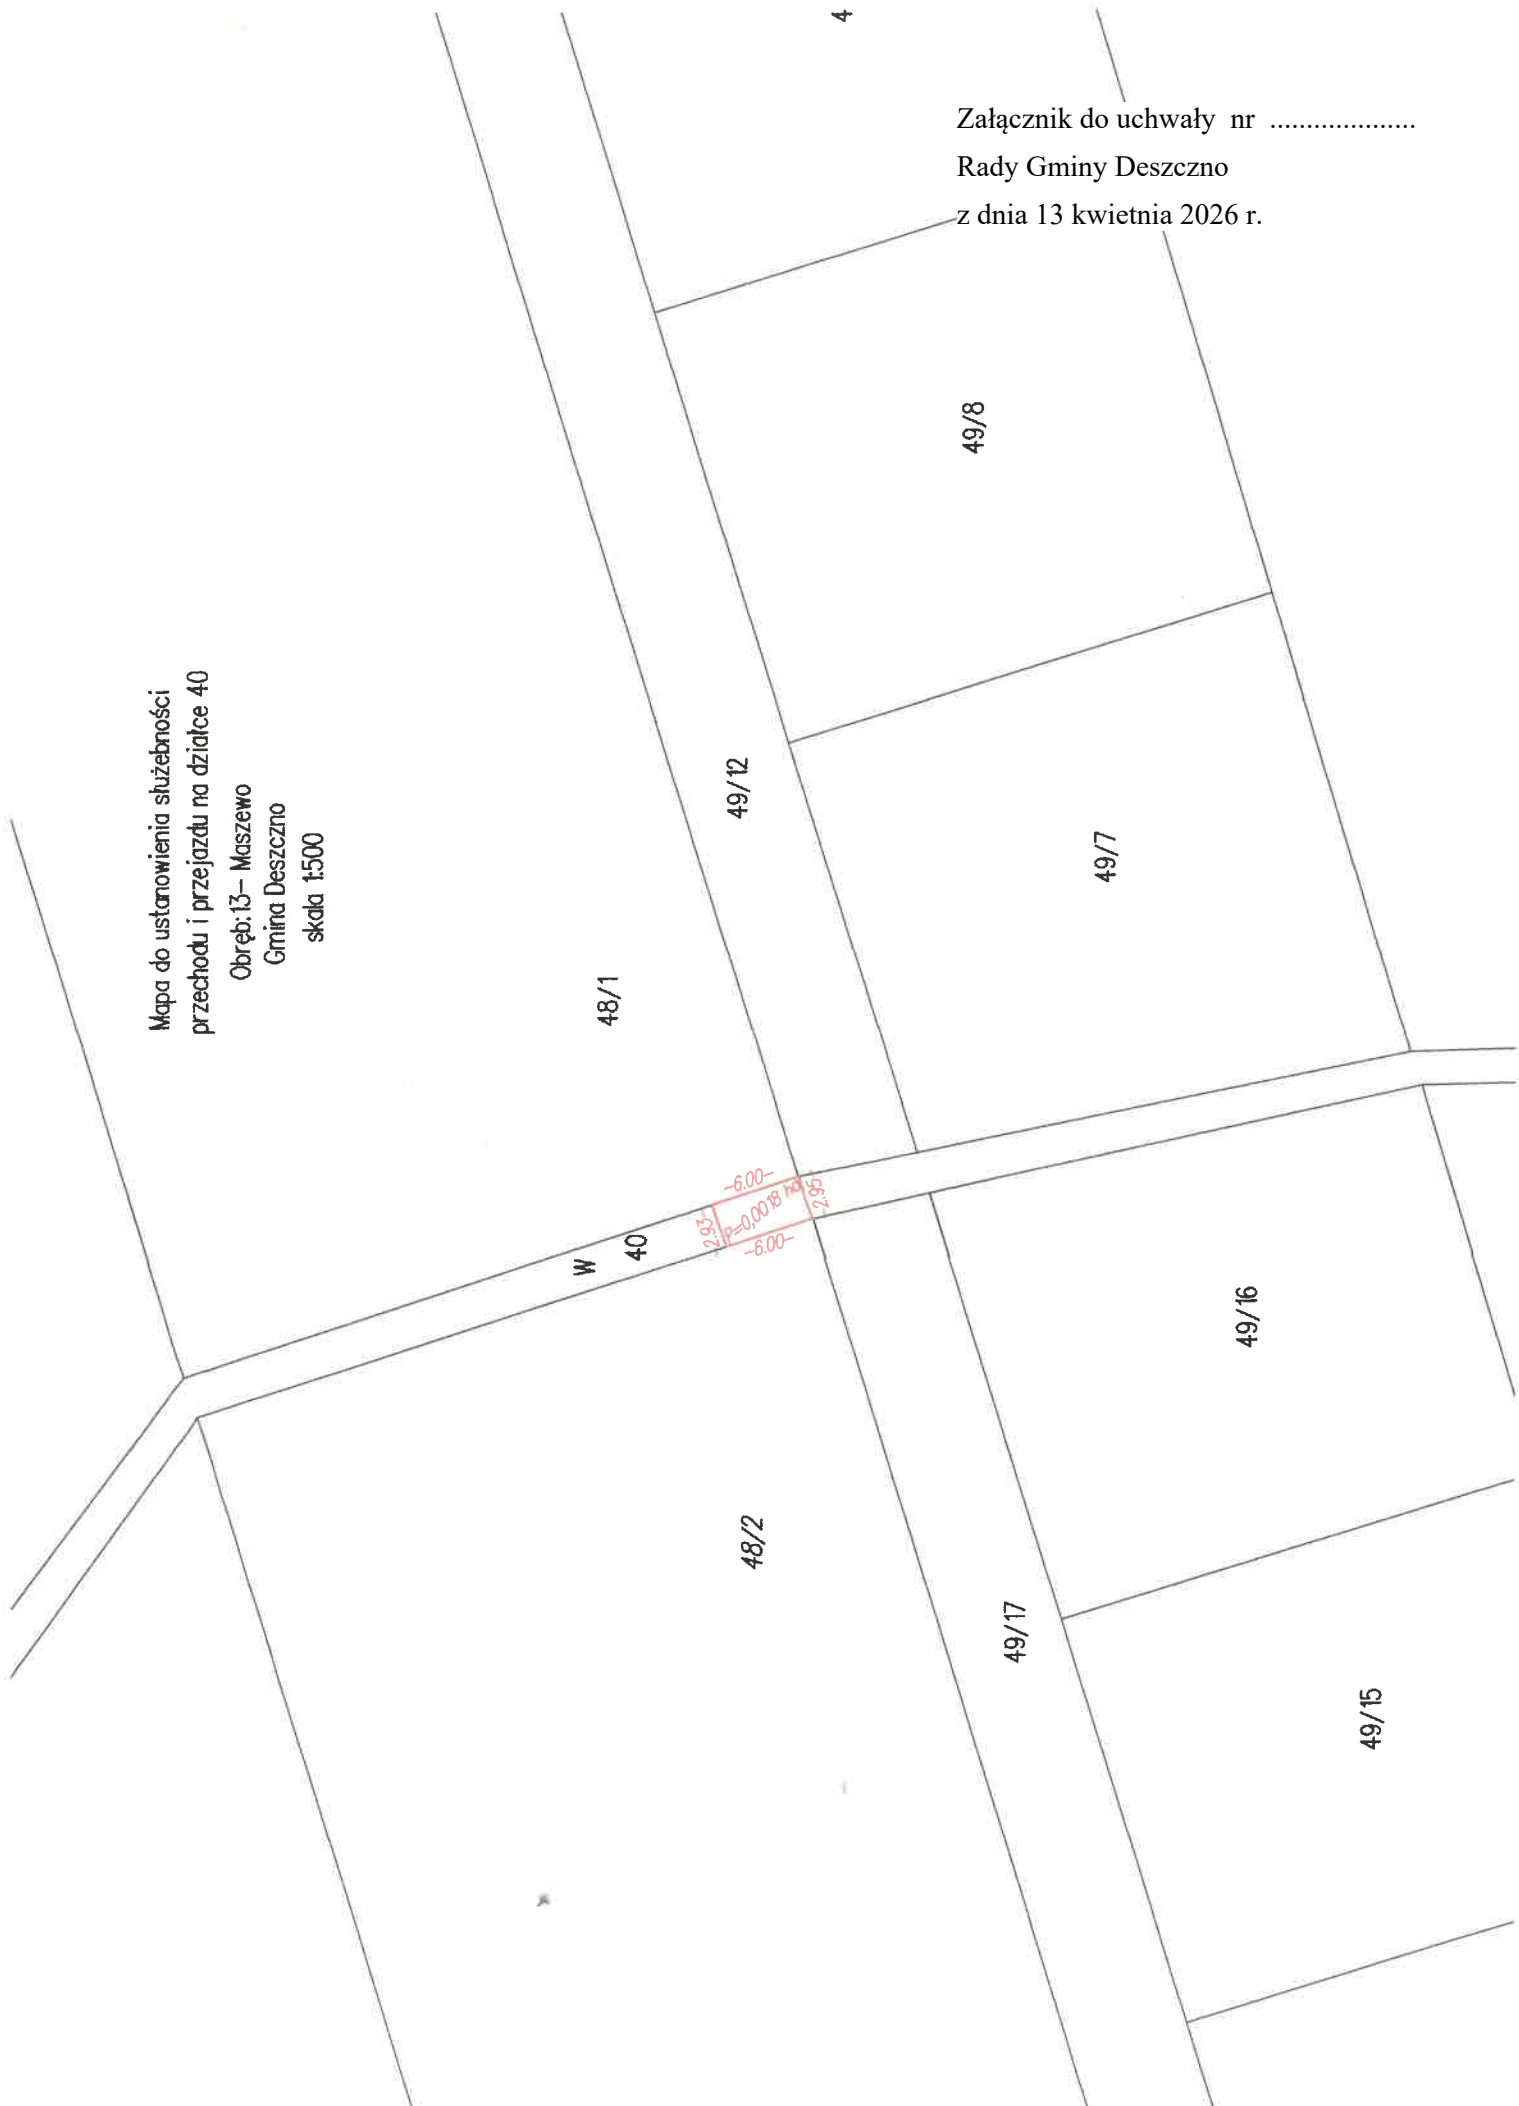 4
Załącznik do uchwały nr ....................
Rady Gminy Deszczno
z dnia 13 kwietnia 2026 r.
Mapa do ustanowienia służebności
przechodu i przejazdu na działce 40
Obręb:13- Maszewo
Gmina Deszczno
skala 1:500
49/8
49/12
49/7
48/1
-6.00-
2.93
P=0,0018 ha
2.95
-6.00-
W
40
49/16
48/2
49/17
49/15